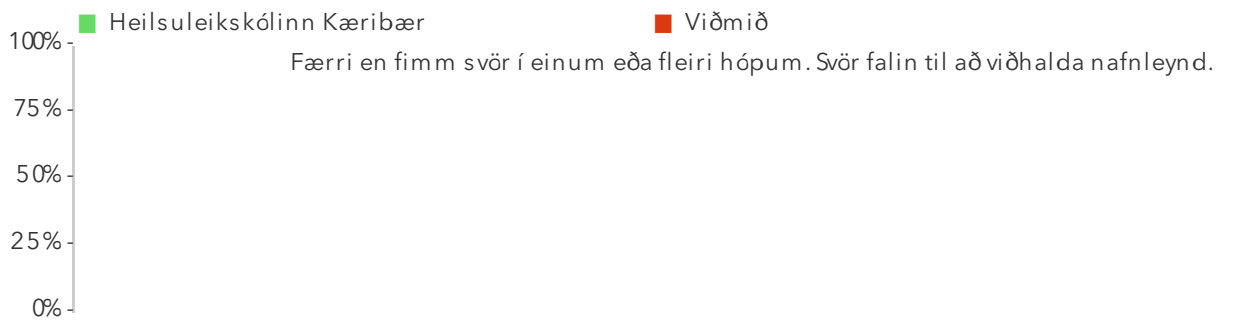 Heilsuleikskólinn Kæribær Viðmið
100%
Færri en fimm svör í einum eða fleiri hópum. Svör falin til að viðhalda nafnleynd.
75%
50%
25%
0%